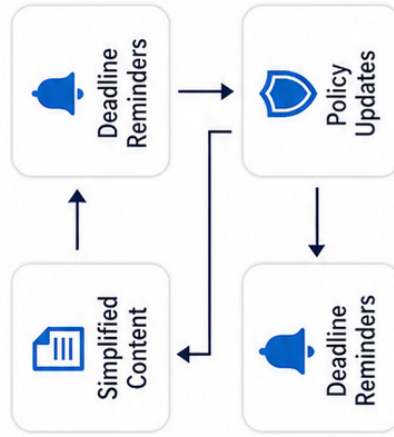 Simplified
Content
Deadline
Reminders
Deadline
Reminders
Policy
Updates